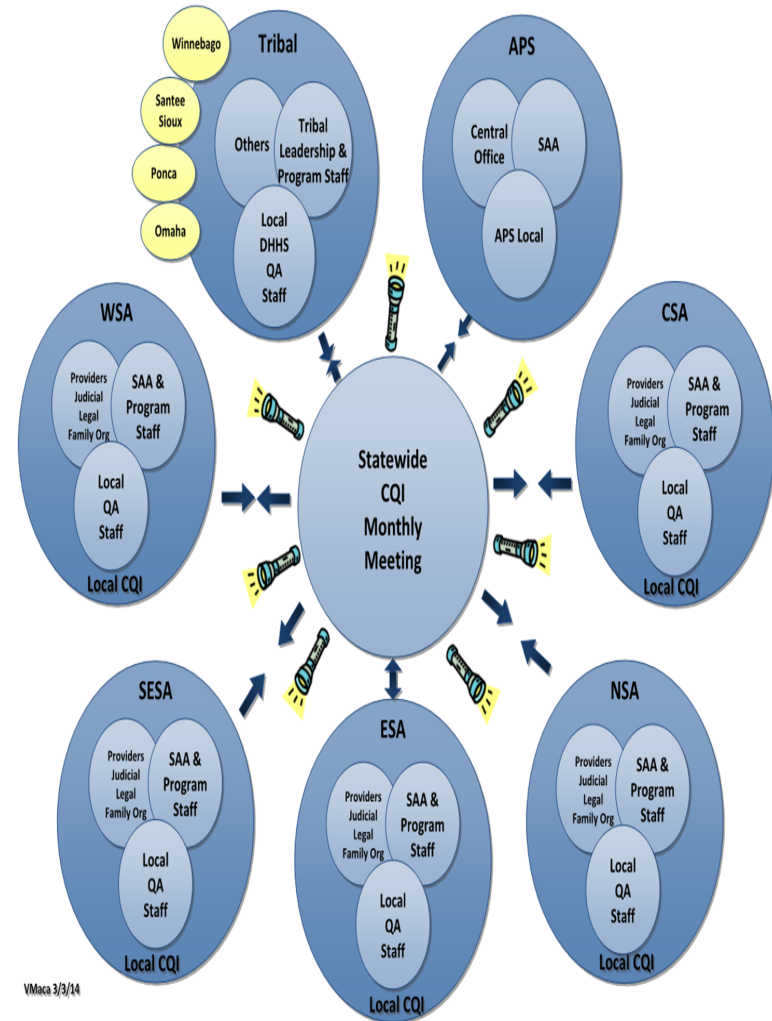 Winnebago
Santee
Sioux
Ponca
Omaha
Tribal
Others
Tribal
Leadership &
Program Staff
Local
DHHS
QA
Staff
APS
Central
Office
SAA
APS Local
WSA
Providers
Judicial
Legal
Family Org
SAA &
Program
Staff
Local
QA
Staff
Local CQI
Statewide
CQI
Monthly
Meeting
CSA
Providers
Judicial
Legal
Family Org
SAA &
Program
Staff
Local
QA
Staff
Local CQI
SESA
Providers
Judicial
Legal
Family Org
SAA &
Program
Staff
Local
QA
Staff
Local CQI
ESA
Providers
Judicial
Legal
Family Org
SAA &
Program
Staff
Local
QA
Staff
Local CQI
NSA
Providers
Judicial
Legal
Family Org
SAA &
Program
Staff
Local
QA
Staff
Local CQI
VMaca 3/3/14